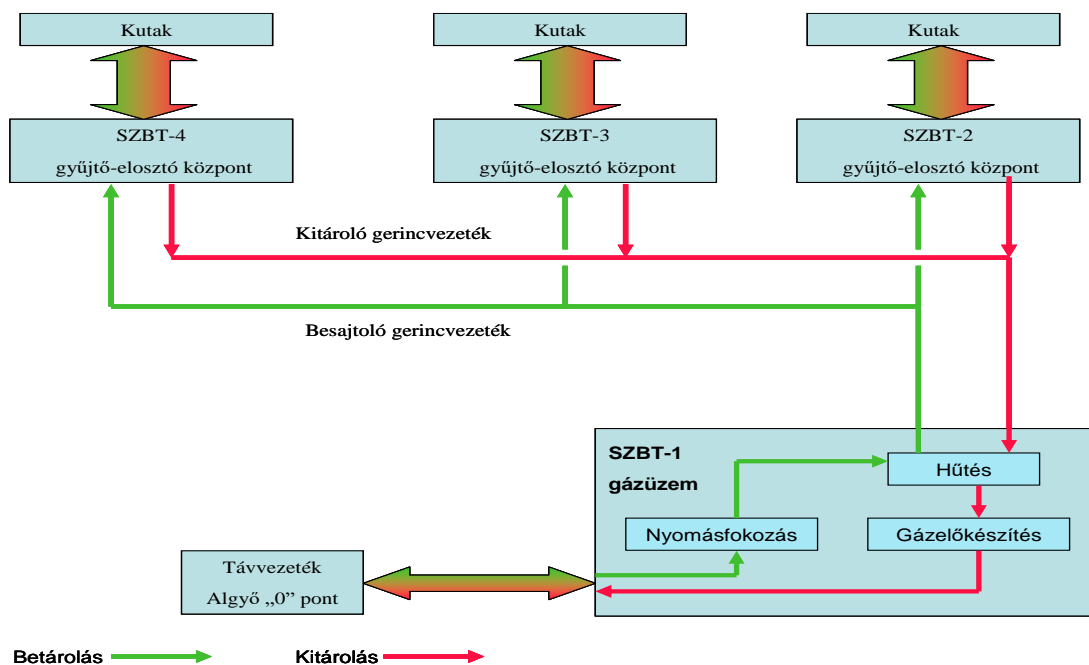 Kutak
Kutak
Kutak
SZBT-4
gyűjtő-elosztó központ
SZBT-3
gyűjtő-elosztó központ
SZBT-2
gyűjtő-elosztó központ
Kitároló gerincvezeték
Besajtoló gerincvezeték
SZBT-1
gázüzem
Hűtés
Nyomásfokozás
Gázelőkészítés
Távvezeték
Algyő „0” pont
Betárolás
Kitárolás